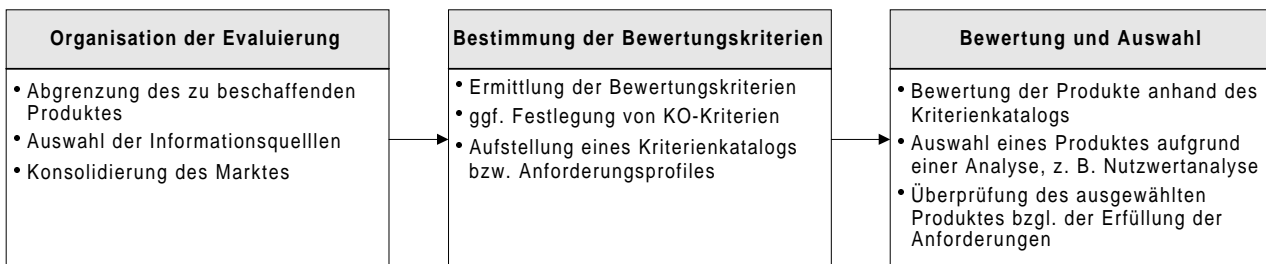 Organisation der Evaluierung
• Abgrenzung des zu beschaffenden
Produktes
• Auswahl der Informationsquelllen
• Konsolidierung des Marktes
Bestimmung der Bewertungskriterien
• Ermittlung der Bewertungskriterien
• ggf. Festlegung von KO-Kriterien
• Aufstellung eines Kriterienkatalogs
bzw. Anforderungsprofiles
Bewertung und Auswahl
• Bewertung der Produkte anhand des
Kriterienkatalogs
• Auswahl eines Produktes aufgrund
einer Analyse, z. B. Nutzwertanalyse
• Überprüfung des ausgewählten
Produktes bzgl. der Erfüllung der
Anforderungen